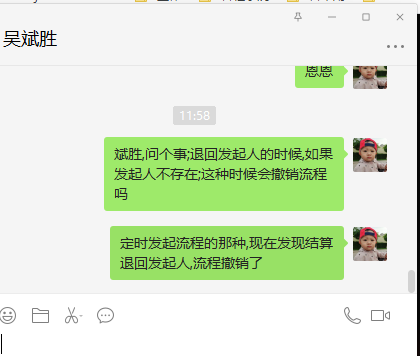 吴斌胜
恩恩
11:58
斌胜,问个事;退回发起人的时候,如果
发起人不存在;这种时候会撤销流程
吗
定时发起流程的那种,现在发现结算
退回发起人,流程撤销了